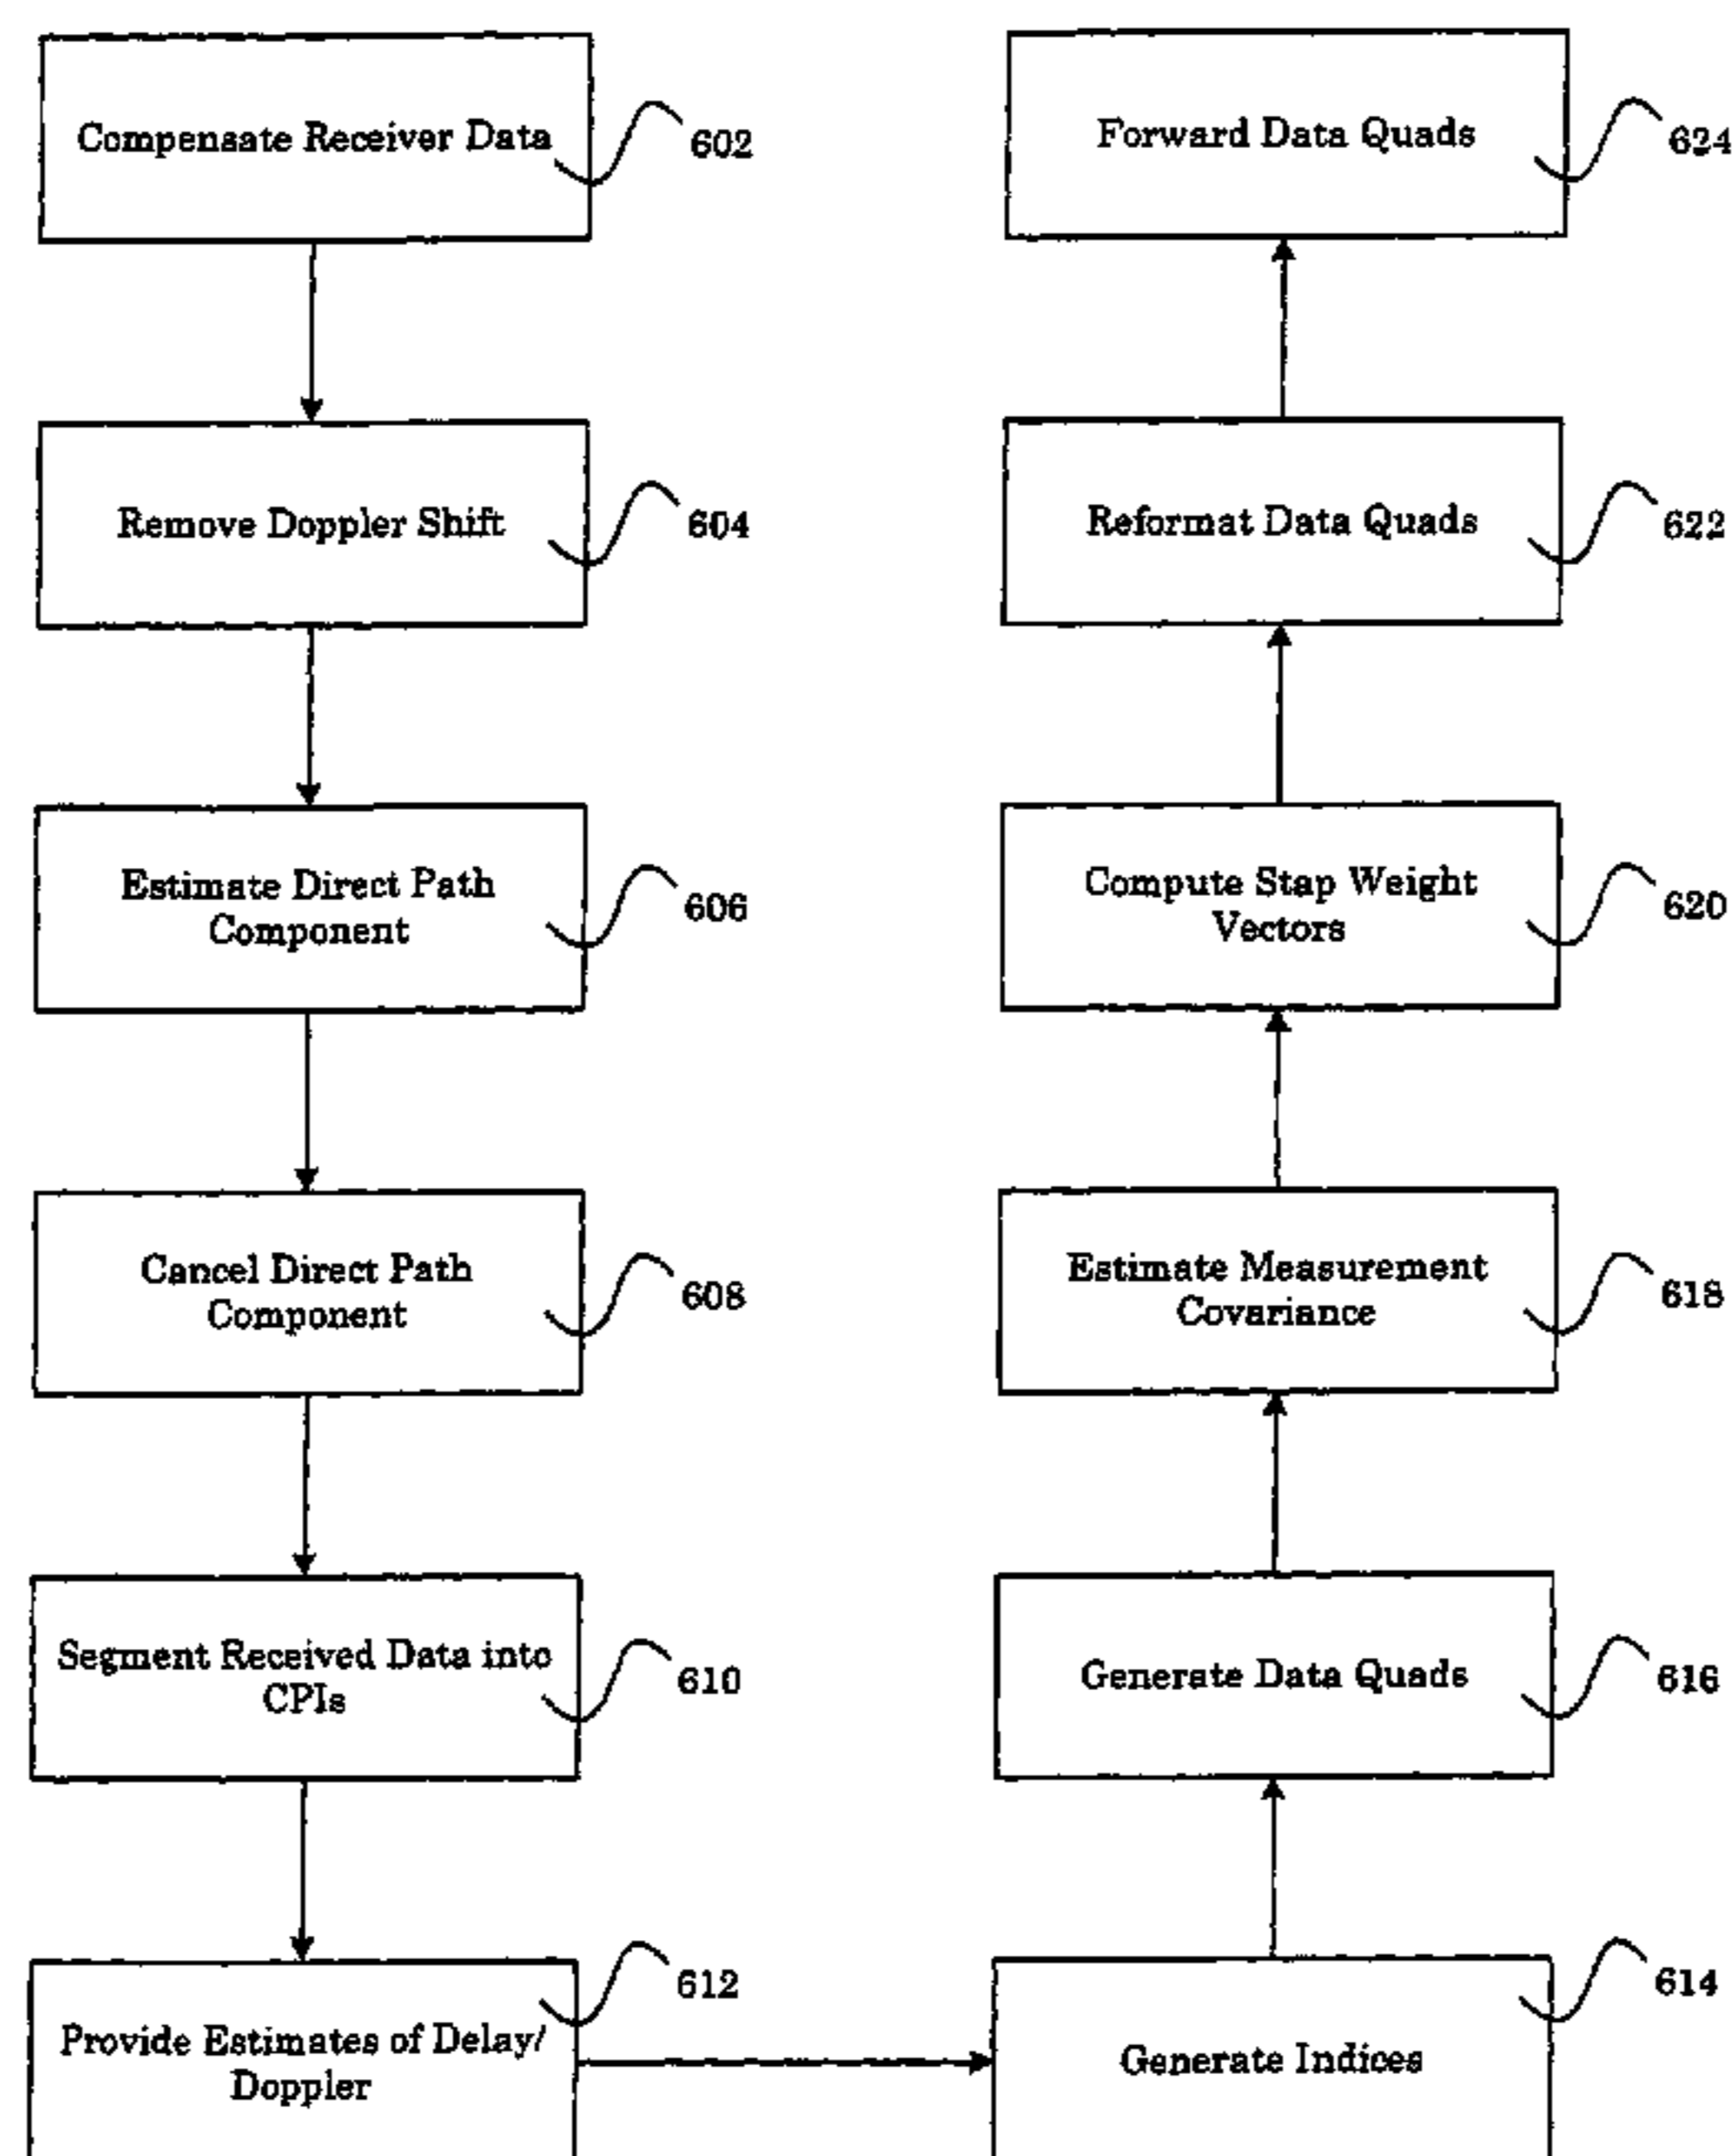 Compensate Receiver Data
602
Remove Doppler Shift
604
Estimate Direct Path
Component
606
Cancel Direct Path
Component
608
Segment Received Data into
CPIs
610
Provide Estimates of Delay/
Doppler
612
Generate Indices
614
Generate Data Quads
616
Estimate Measurement
Covariance
618
Compute Stap Weight
Vectors
620
Reformat Data Quads
622
Forward Data Quads
624